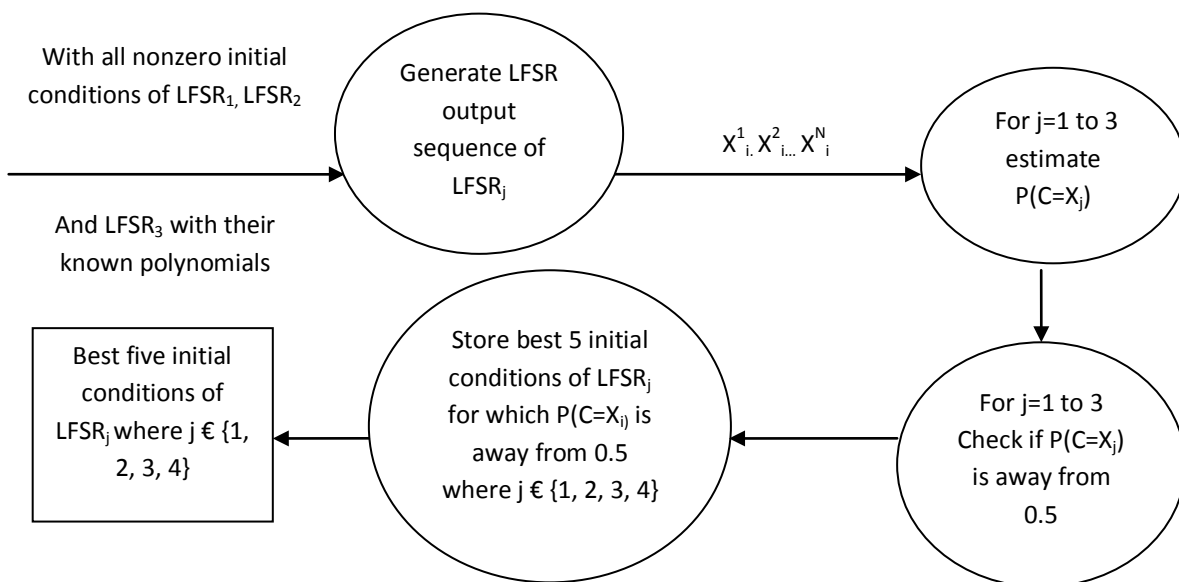 With all nonzero initial
conditions of LFSR₁, LFSR₂
And LFSR₃ with their
known polynomials
Generate LFSR
output
sequence of
LFSRⱼ
X¹ᵢ. X²ᵢ... Xᴺᵢ
For j=1 to 3
estimate
P(C=Xⱼ)
For j=1 to 3
Check if P(C=Xⱼ)
is away from
0.5
Store best 5 initial
conditions of LFSRⱼ
for which P(C=Xᵢ) is
away from 0.5
where j € {1, 2, 3, 4}
Best five initial
conditions of
LFSRⱼ where j € {1,
2, 3, 4}